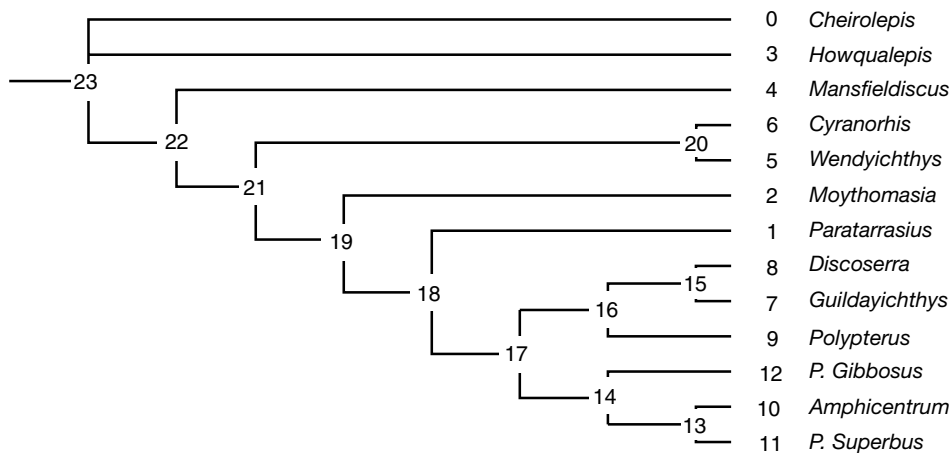 0 Cheirolepis
3 Howqualepis
23
4 Mansfieldiscus
6 Cyranorhis
22
20
5 Wendyichthys
21
2 Moythomasia
1 Paratarrasius
19
8 Discoserra
15
18
7 Guildayichthys
16
9 Polypterus
17
12 P. Gibbosus
14
10 Amphicentrum
13
11 P. Superbus